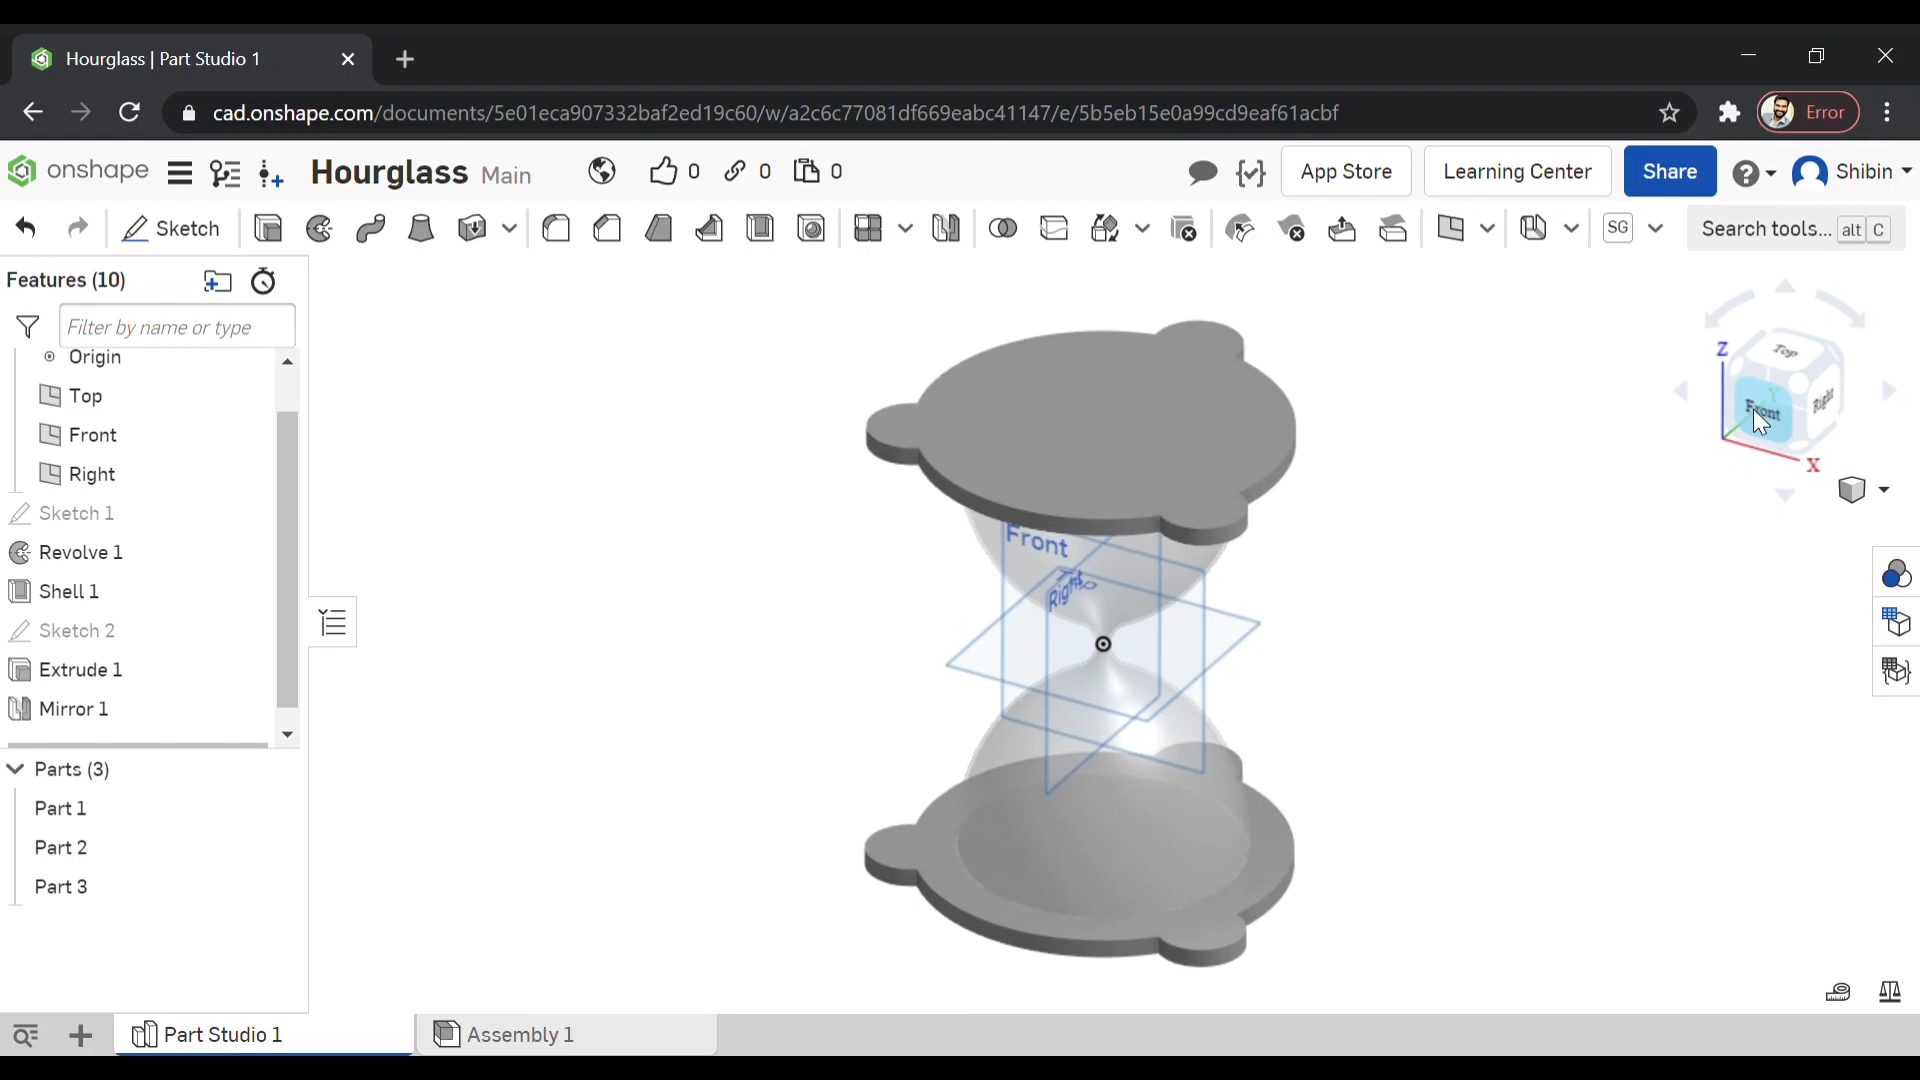 Hourglass | Part Studio 1
cad.onshape.com/documents/5e01eca907332baf2ed19c60/w/a2c6c77081df669eabc41147/e/5b5eb15e0a99cd9eaf61acbf
Error
onshape
Hourglass Main
0
0
0
App Store
Learning Center
Share
Shibin
Sketch
SG
Search tools... alt C
Features (10)
Filter by name or type
Origin
Top
Front
Right
Sketch 1
Revolve 1
Shell 1
Sketch 2
Extrude 1
Mirror 1
Parts (3)
Part 1
Part 2
Part 3
Front
Top
Right
Top
Z
Front
Right
Y
X
Part Studio 1
Assembly 1